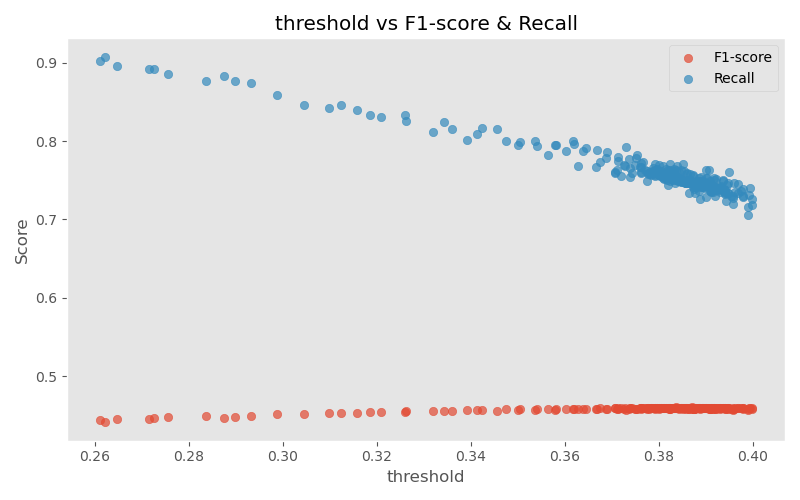 threshold vs F1-score & Recall
F1-score
Recall
Score
0.9
0.8
0.7
0.6
0.5
0.26 0.28 0.30 0.32 0.34 0.36 0.38 0.40
threshold